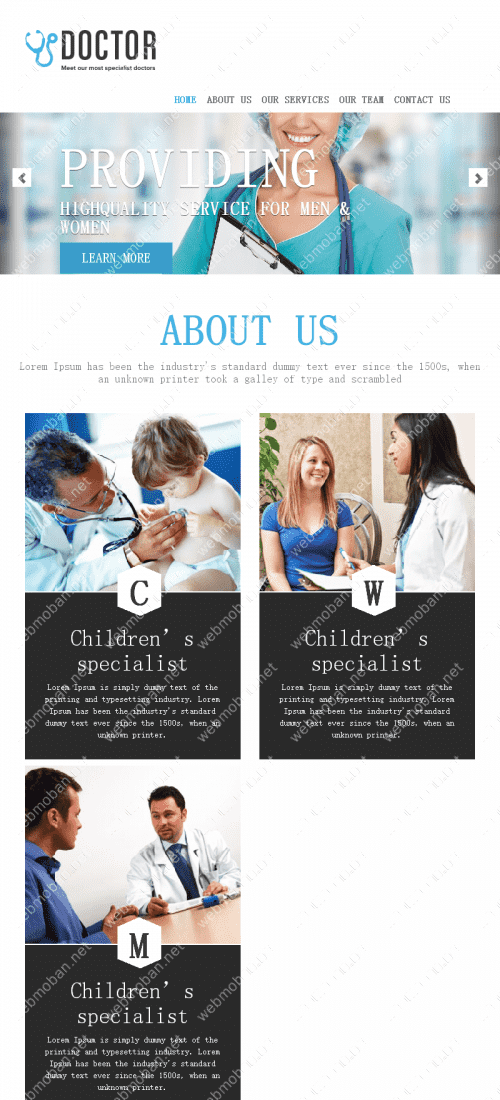 DOCTOR
Meet our most specialist doctors
HOME ABOUT US OUR SERVICES OUR TEAM CONTACT US
PROVIDING
HIGHQUALITY SERVICE FOR MEN &
WOMEN
LEARN MORE
ABOUT US
Lorem Ipsum has been the industry's standard dummy text ever since the 1500s, when
an unknown printer took a galley of type and scrambled
C
Children’s
specialist
Lorem Ipsum is simply dummy text of the
printing and typesetting industry. Lorem
Ipsum has been the industry's standard
dummy text ever since the 1500s, when an
unknown printer.
W
Children’s
specialist
Lorem Ipsum is simply dummy text of the
printing and typesetting industry. Lorem
Ipsum has been the industry's standard
dummy text ever since the 1500s, when an
unknown printer.
M
Children’s
specialist
Lorem Ipsum is simply dummy text of the
printing and typesetting industry. Lorem
Ipsum has been the industry's standard
dummy text ever since the 1500s, when an
unknown printer.
webmoban.net